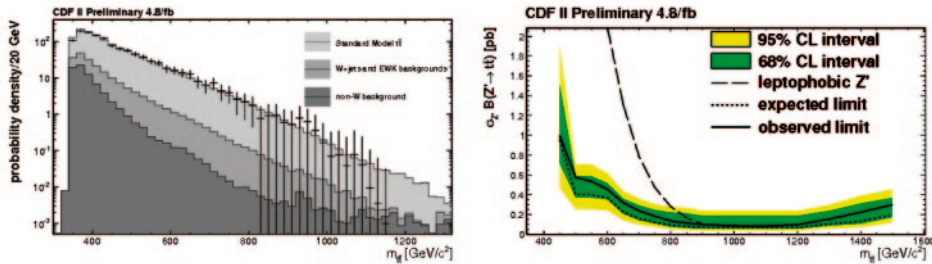 CDF II Preliminary 4.8/fb
probability density/20 GeV
10²
10
1
10⁻¹
10⁻²
10⁻³
Standard Model tt̄
W+jets and EWK backgrounds
non-W background
400 600 800 1000 1200
m_tt̄ [GeV/c²]
CDF II Preliminary 4.8/fb
σ_Z' B(Z'→ tt) [pb]
2
1.8
1.6
1.4
1.2
1
0.8
0.6
0.4
0.2
0
95% CL interval
68% CL interval
leptophobic Z'
expected limit
observed limit
400 600 800 1000 1200 1400 1600
m_tt̄ [GeV/c²]